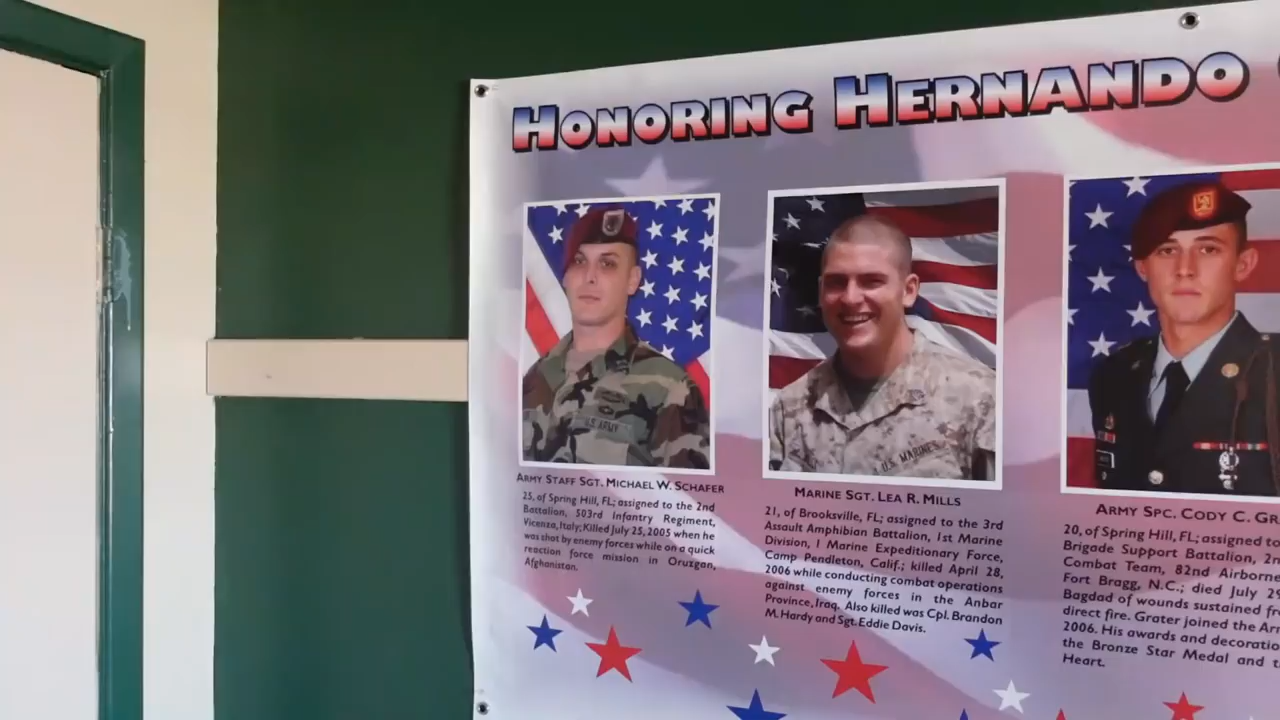 HONORING HERNANDO
U.S. ARMY
U.S. MARINES
ARMY STAFF SGT. MICHAEL W. SCHAFER
25, of Spring Hill, FL; assigned to the 2nd
Battalion, 503rd Infantry Regiment,
Vicenza, Italy; Killed July 25, 2005 when he
was shot by enemy forces while on a quick
reaction force mission in Oruzgan,
Afghanistan.
MARINE SGT. LEA R. MILLS
21, of Brooksville, FL; assigned to the 3rd
Assault Amphibian Battalion, 1st Marine
Division, I Marine Expeditionary Force,
Camp Pendleton, Calif.; killed April 28,
2006 while conducting combat operations
against enemy forces in the Anbar
Province, Iraq. Also killed was Cpl. Brandon
M. Hardy and Sgt. Eddie Davis.
ARMY SPC. CODY C. GR
20, of Spring Hill, FL; assigned to
Brigade Support Battalion, 2n
Combat Team, 82nd Airborne
Fort Bragg, N.C.; died July 29
Bagdad of wounds sustained fr
direct fire. Grater joined the Arm
2006. His awards and decoratio
the Bronze Star Medal and t
Heart.